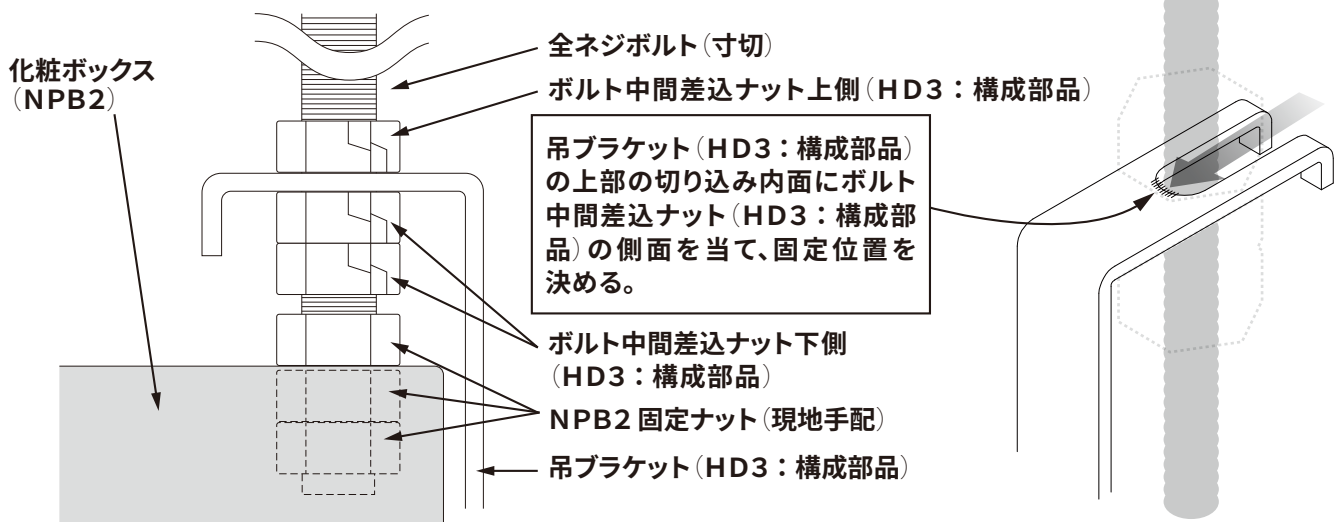 化粧ボックス
（NPB2）
全ネジボルト（寸切）
ボルト中間差込ナット上側（HD3：構成部品）
吊ブラケット（HD3：構成部品）
の上部の切り込み内面にボルト
中間差込ナット（HD3：構成部
品）の側面を当て、固定位置を
決める。
ボルト中間差込ナット下側
（HD3：構成部品）
NPB2 固定ナット（現地手配）
吊ブラケット（HD3：構成部品）